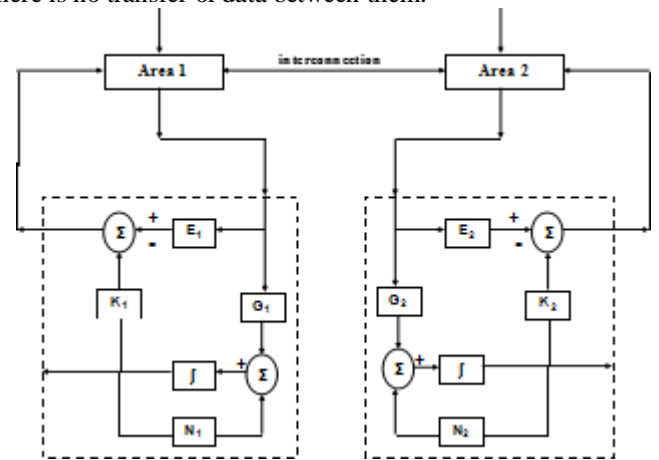 here is no transfer of data between them.
Area 1
interconnection
Area 2
Σ
+
-
E₁
E₂
+
-
Σ
K₁
G₁
G₂
K₂
∫
+
Σ
Σ
+
∫
N₁
N₂